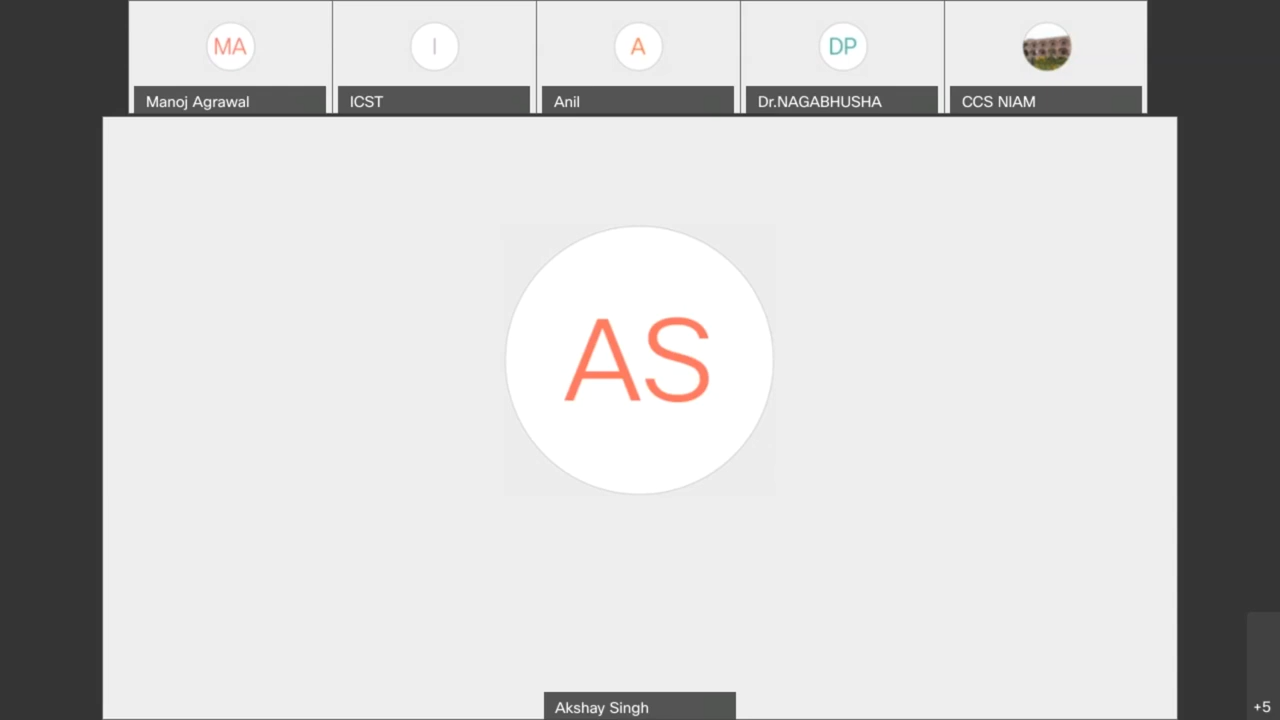 MA
I
A
DP
Manoj Agrawal
ICST
Anil
Dr.NAGABHUSHA
CCS NIAM
AS
Akshay Singh
+5